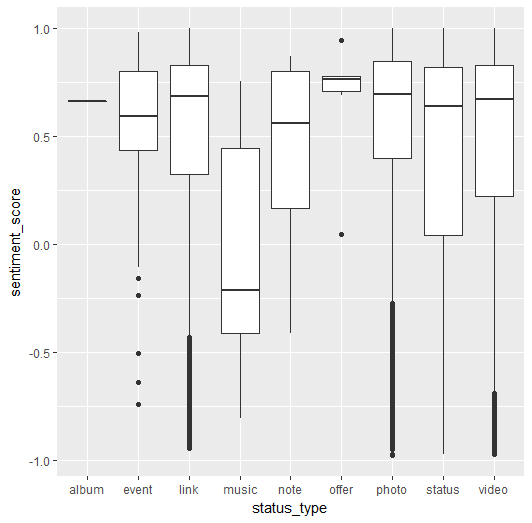 sentiment_score
1.0
0.5
0.0
-0.5
-1.0
album event link music note offer photo status video
status_type